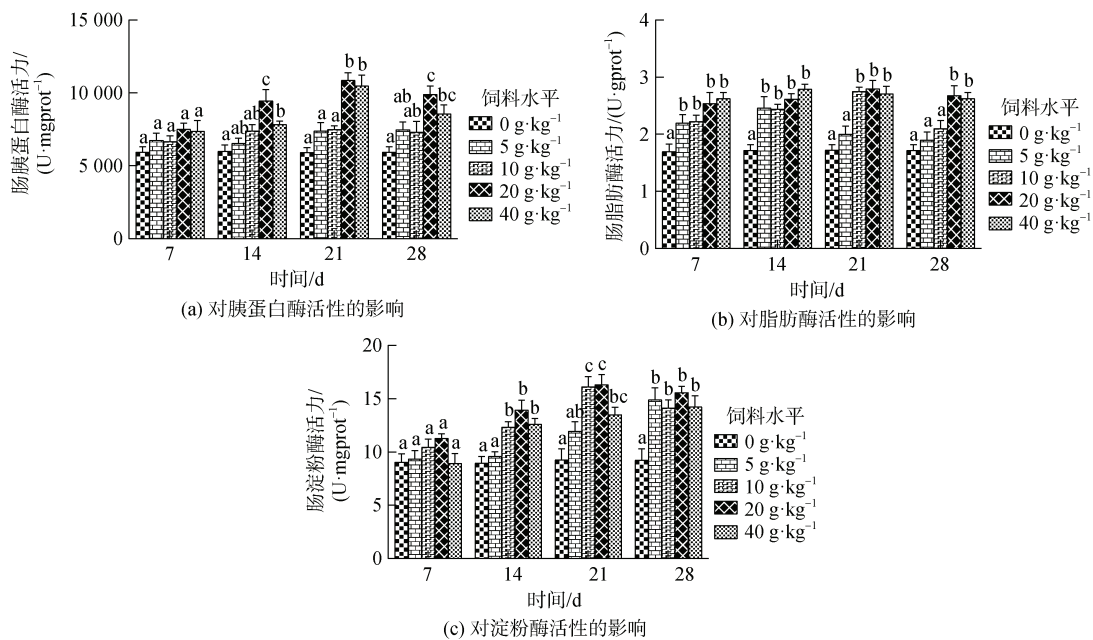 15 000
10 000
5 000
0
肠胰蛋白酶活力/
(U·mgprot⁻¹)
a a a a a
a ab ab c b
a a a b b
a ab ab c bc
饲料水平
0 g·kg⁻¹
5 g·kg⁻¹
10 g·kg⁻¹
20 g·kg⁻¹
40 g·kg⁻¹
7 14 21 28
时间/d
(a) 对胰蛋白酶活性的影响
4
3
2
1
0
肠脂肪酶活力/(U·gprot⁻¹)
a b b b b
a b b b b
a a b b b
a a a b b
饲料水平
0 g·kg⁻¹
5 g·kg⁻¹
10 g·kg⁻¹
20 g·kg⁻¹
40 g·kg⁻¹
7 14 21 28
时间/d
(b) 对脂肪酶活性的影响
20
15
10
5
0
肠淀粉酶活力/
(U·mgprot⁻¹)
a a a a a
a a b b b
a ab c c bc
a b b b b
饲料水平
0 g·kg⁻¹
5 g·kg⁻¹
10 g·kg⁻¹
20 g·kg⁻¹
40 g·kg⁻¹
7 14 21 28
时间/d
(c) 对淀粉酶活性的影响